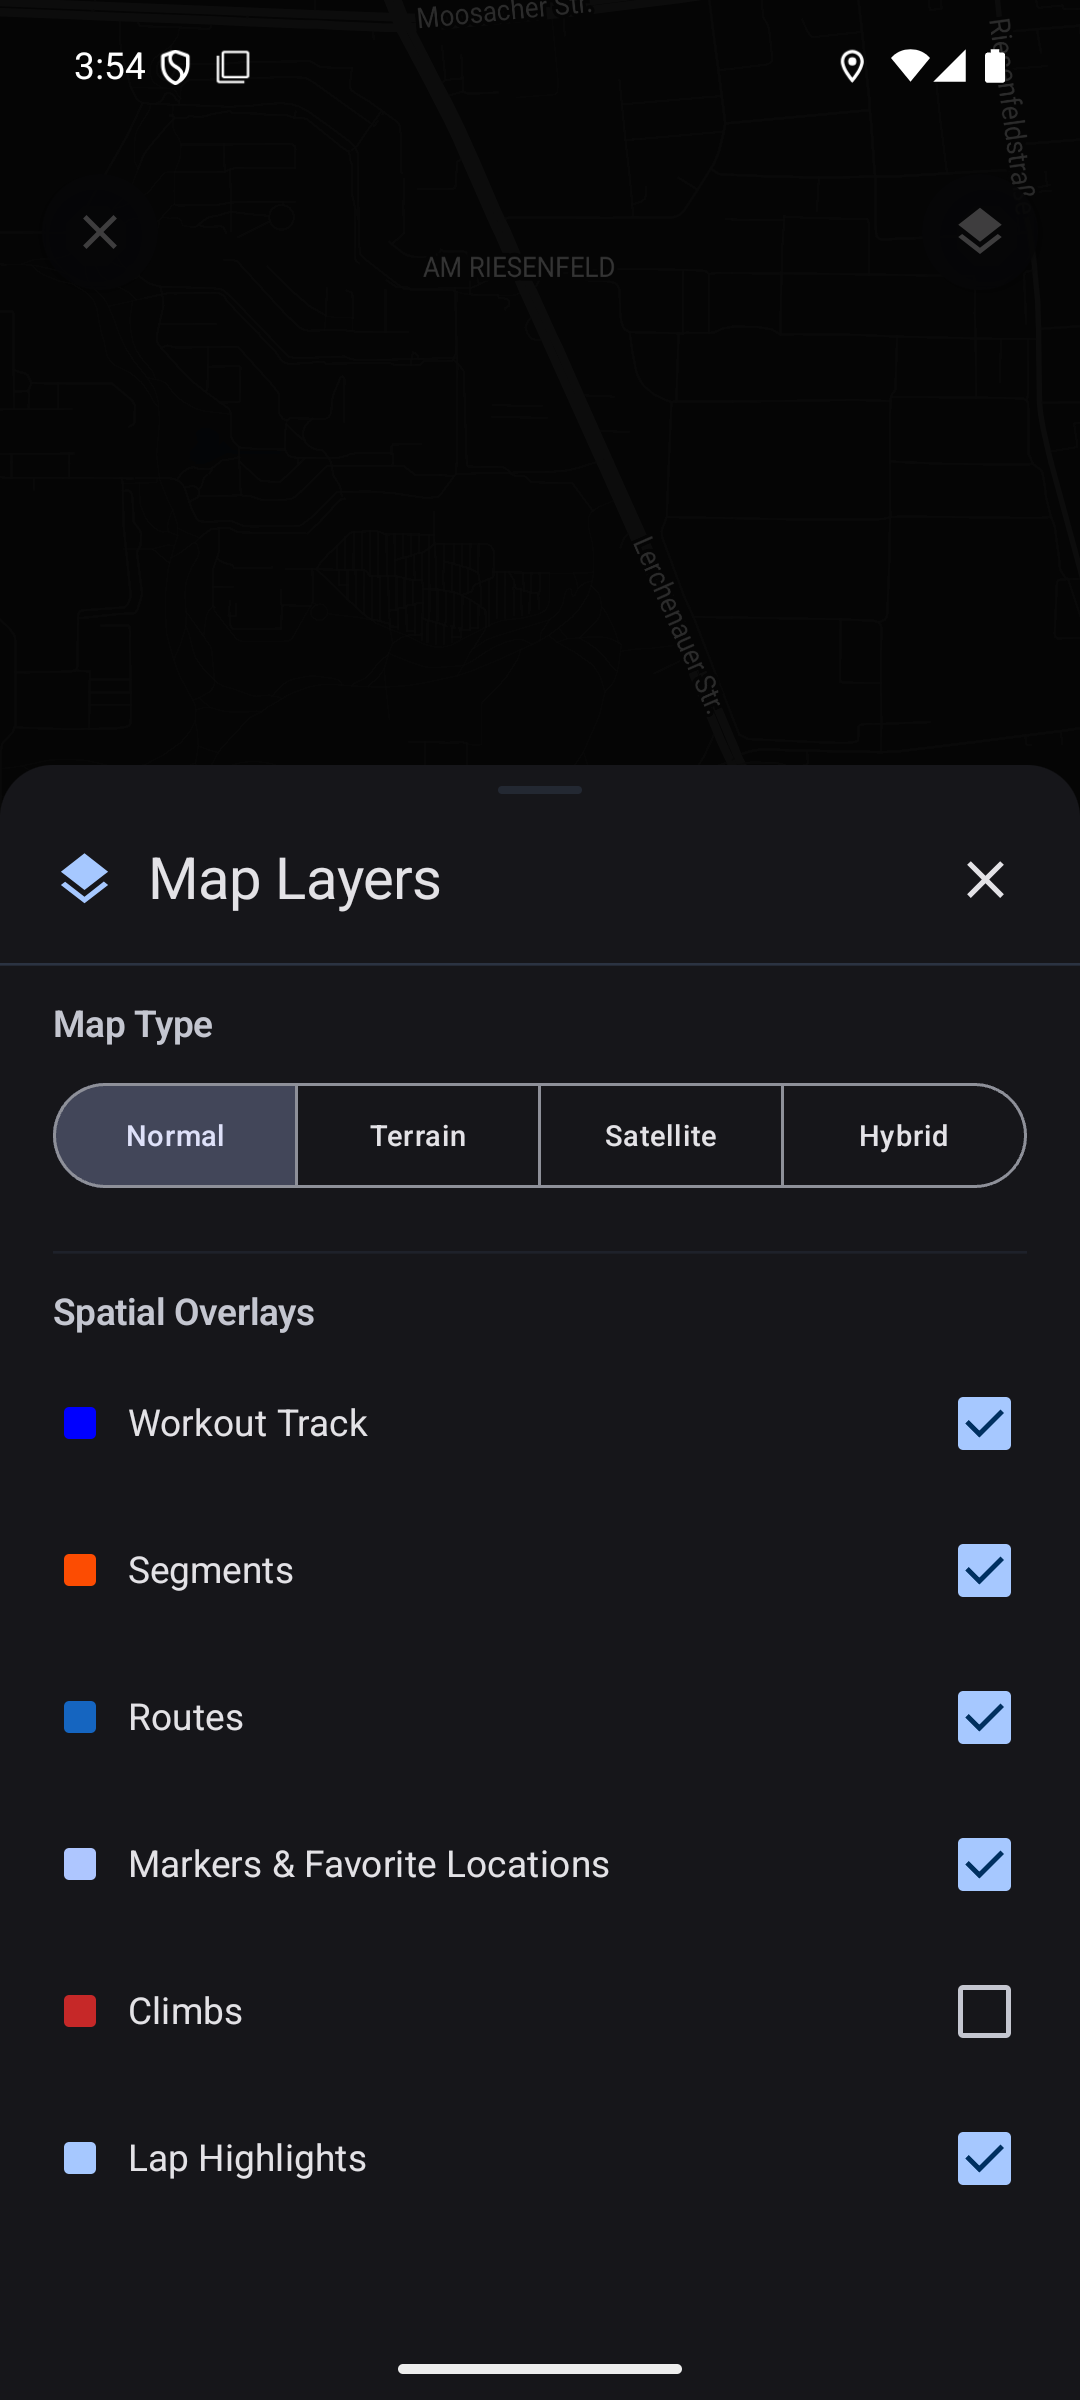 Moosacher Str.
3:54
Riesenfeldstraße
AM RIESENFELD
Lerchenauer Str.
Map Layers
Map Type
Normal
Terrain
Satellite
Hybrid
Spatial Overlays
Workout Track
Segments
Routes
Markers & Favorite Locations
Climbs
Lap Highlights